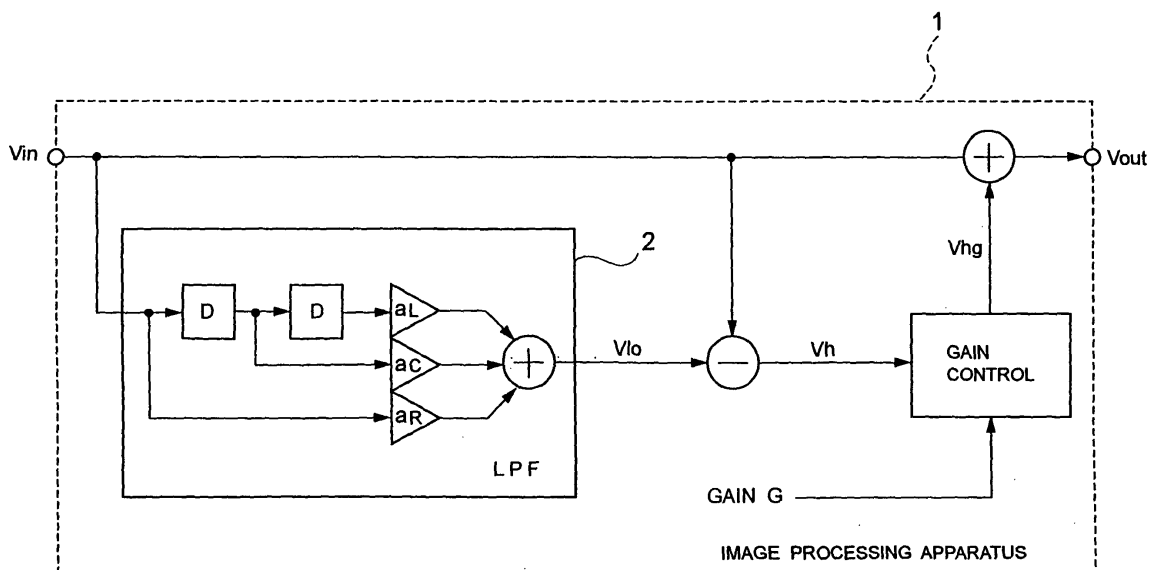 1
Vin
Vout
2
Vhg
D
D
aL
aC
aR
Vlo
Vh
GAIN
CONTROL
LPF
GAIN G
IMAGE PROCESSING APPARATUS